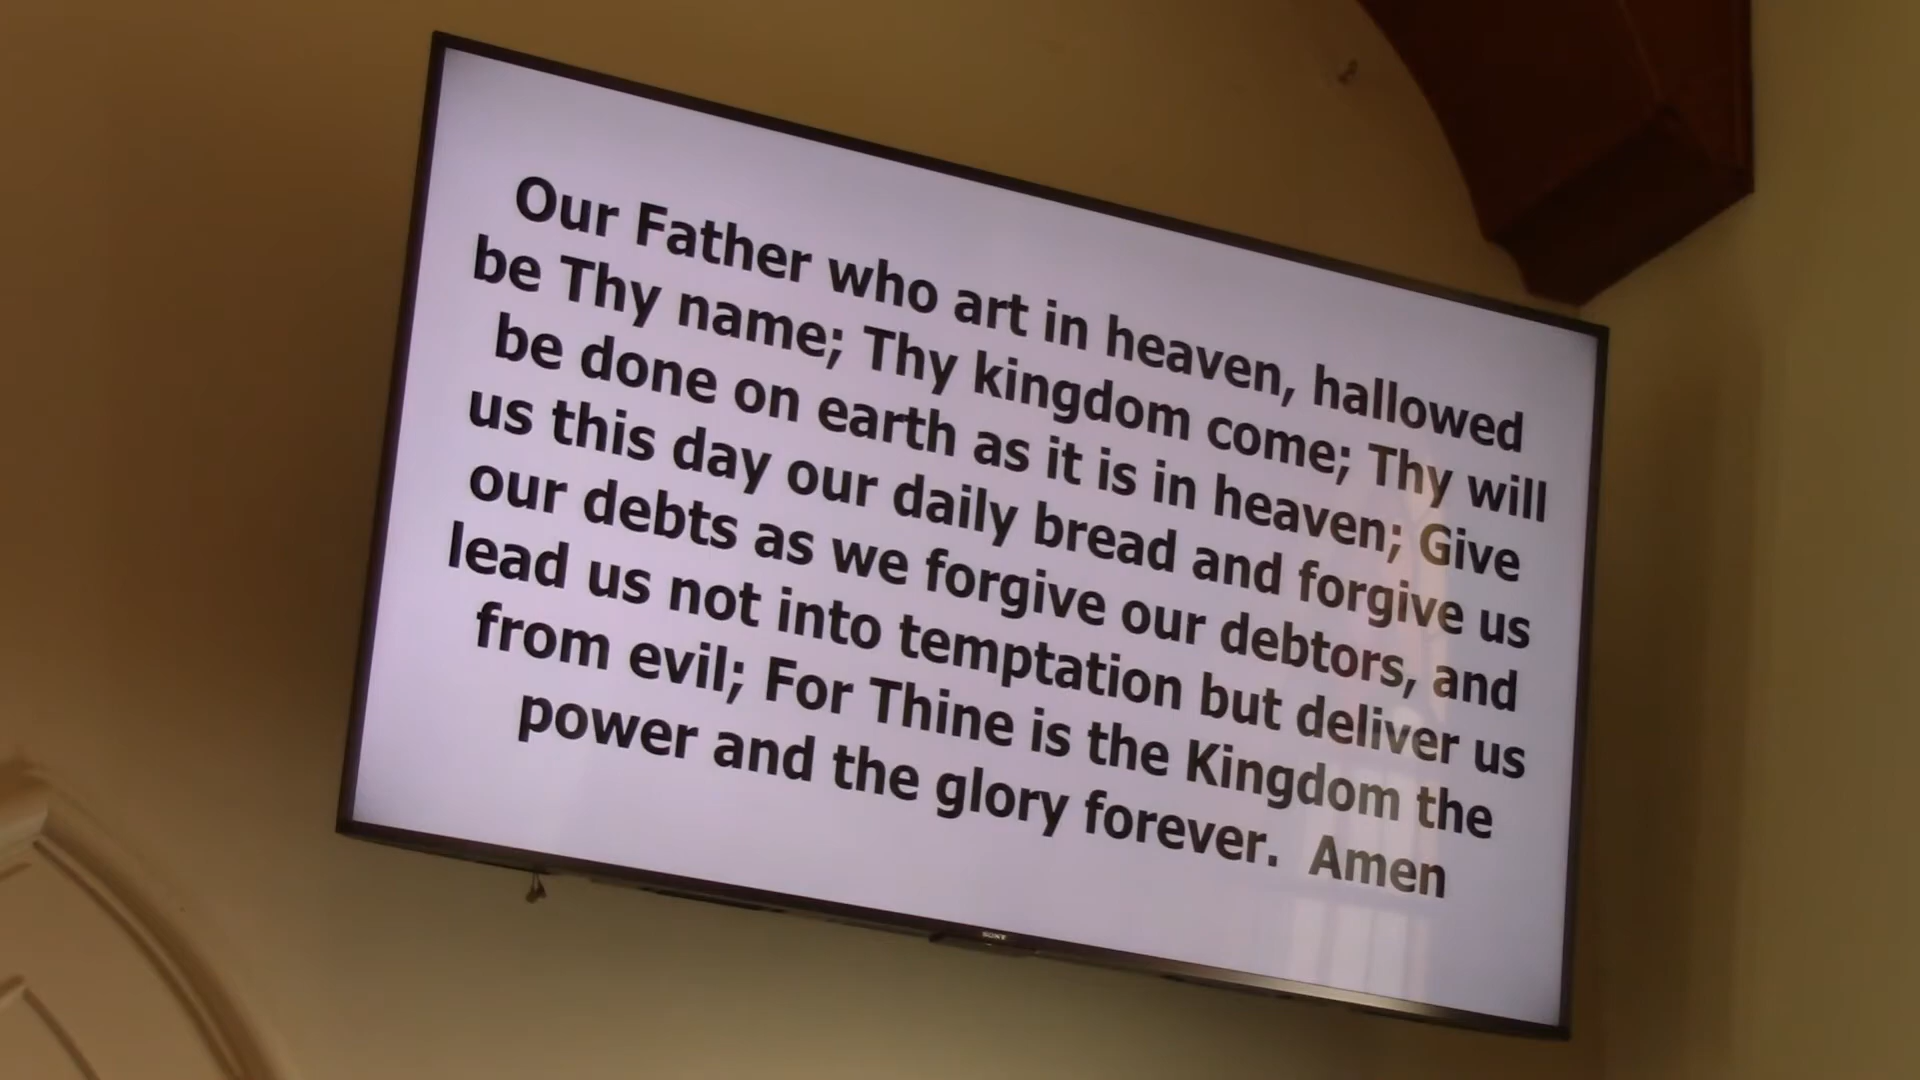 Our Father who art in heaven, hallowed
be Thy name; Thy kingdom come; Thy will
be done on earth as it is in heaven; Give
us this day our daily bread and forgive us
our debts as we forgive our debtors, and
lead us not into temptation but deliver us
from evil; For Thine is the Kingdom the
power and the glory forever.  Amen
SONY